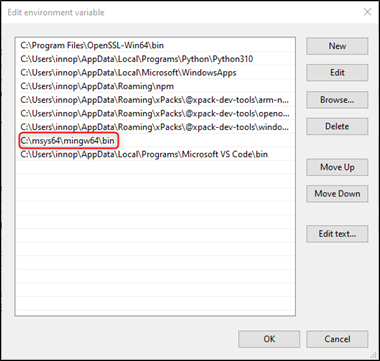 Edit environment variable
C:\Program Files\OpenSSL-Win64\bin
C:\Users\innop\AppData\Local\Programs\Python\Python310
C:\Users\innop\AppData\Local\Microsoft\WindowsApps
C:\Users\innop\AppData\Roaming\npm
C:\Users\innop\AppData\Roaming\xPacks\@xpack-dev-tools\arm-n...
C:\Users\innop\AppData\Roaming\xPacks\@xpack-dev-tools\openo...
C:\Users\innop\AppData\Roaming\xPacks\@xpack-dev-tools\windo...
C:\msys64\mingw64\bin
C:\Users\innop\AppData\Local\Programs\Microsoft VS Code\bin
New
Edit
Browse...
Delete
Move Up
Move Down
Edit text...
OK
Cancel